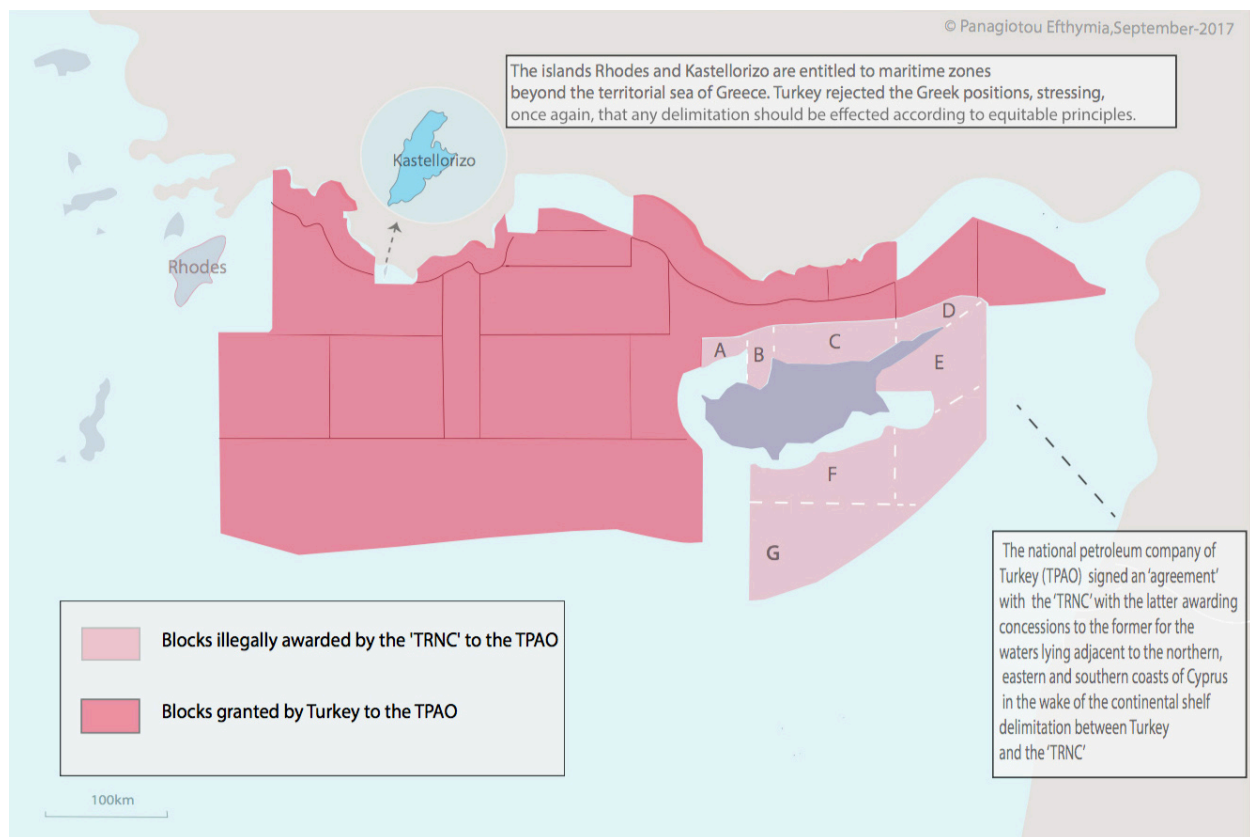 © Panagiotou Efthymia,September-2017
The islands Rhodes and Kastellorizo are entitled to maritime zones
beyond the territorial sea of Greece. Turkey rejected the Greek positions, stressing,
once again, that any delimitation should be effected according to equitable principles.
Kastellorizo
Rhodes
A
B
C
D
E
F
G
The national petroleum company of
Turkey (TPAO) signed an ‘agreement’
with the ‘TRNC’ with the latter awarding
concessions to the former for the
waters lying adjacent to the northern,
eastern and southern coasts of Cyprus
in the wake of the continental shelf
delimitation between Turkey
and the ‘TRNC’
Blocks illegally awarded by the 'TRNC' to the TPAO
Blocks granted by Turkey to the TPAO
100km